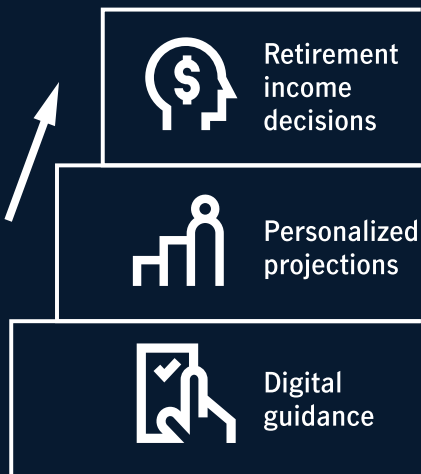 Retirement
income
decisions
Personalized
projections
Digital
guidance